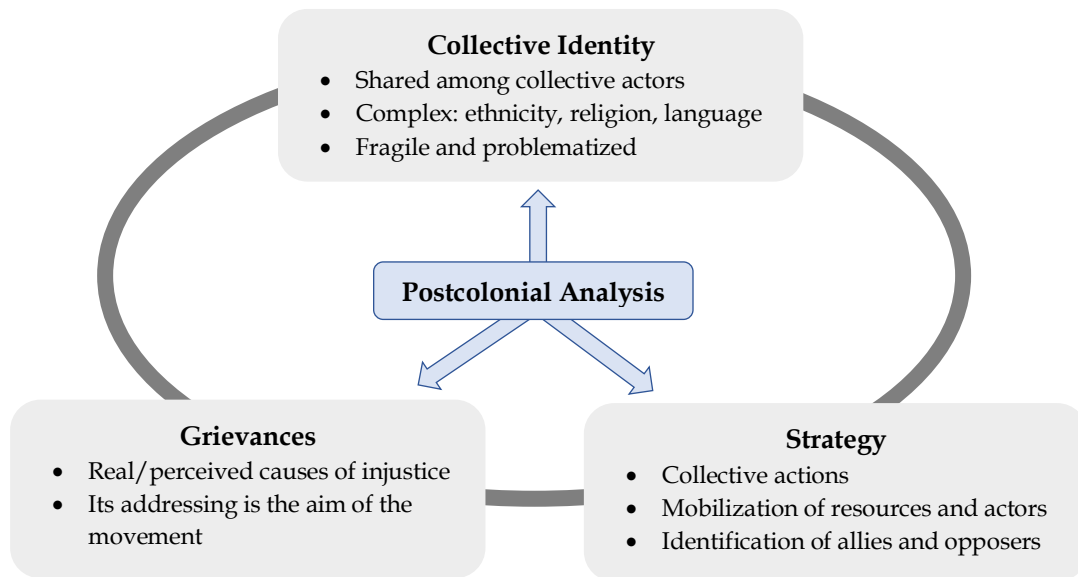 Collective Identity
• Shared among collective actors
• Complex: ethnicity, religion, language
• Fragile and problematized
Postcolonial Analysis
Grievances
• Real/perceived causes of injustice
• Its addressing is the aim of the
movement
Strategy
• Collective actions
• Mobilization of resources and actors
• Identification of allies and opposers